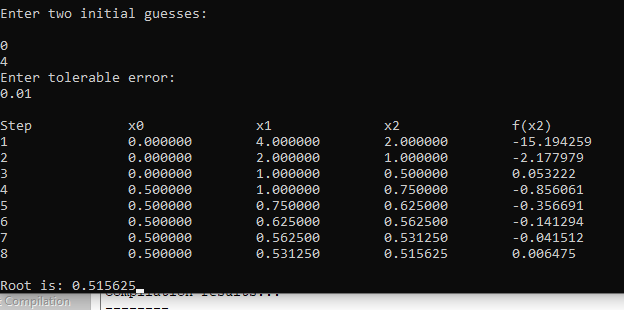 Enter two initial guesses:
0
4
Enter tolerable error:
0.01
Step x0 x1 x2 f(x2)
1 0.000000 4.000000 2.000000 -15.194259
2 0.000000 2.000000 1.000000 -2.177979
3 0.000000 1.000000 0.500000 0.053222
4 0.500000 1.000000 0.750000 -0.856061
5 0.500000 0.750000 0.625000 -0.356691
6 0.500000 0.625000 0.562500 -0.141294
7 0.500000 0.562500 0.531250 -0.041512
8 0.500000 0.531250 0.515625 0.006475
Root is: 0.515625
Compilation results...
Compilation
--------